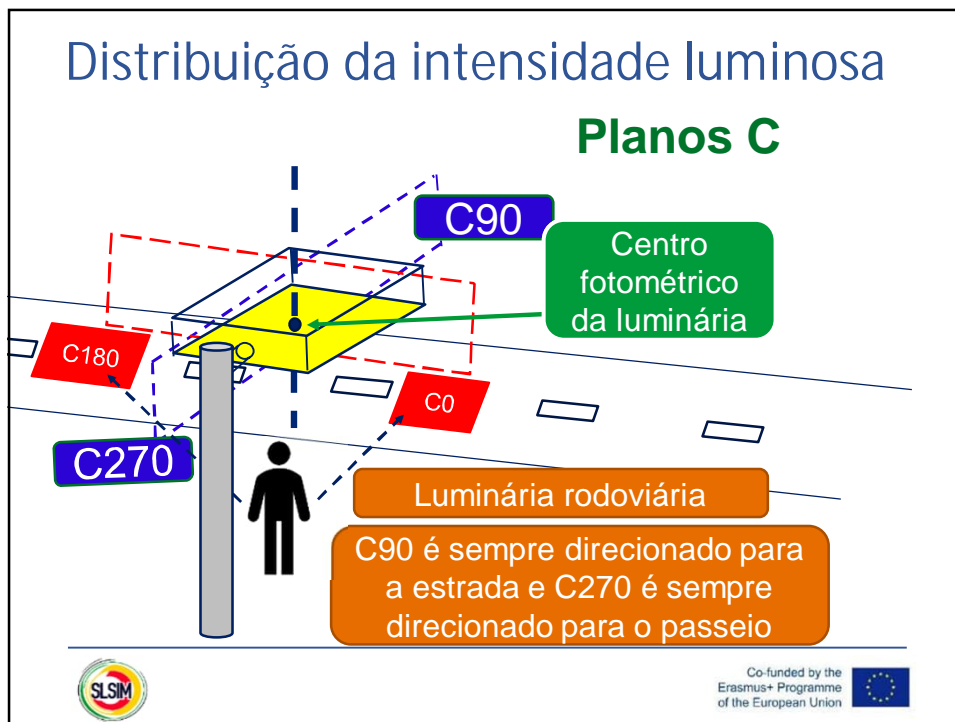 Distribuição da intensidade luminosa
Planos C
C90
Centro
fotométrico
da luminária
C180
C0
C270
Luminária rodoviária
C90 é sempre direcionado para
a estrada e C270 é sempre
direcionado para o passeio
SLSIM
Co-funded by the
Erasmus+ Programme
of the European Union